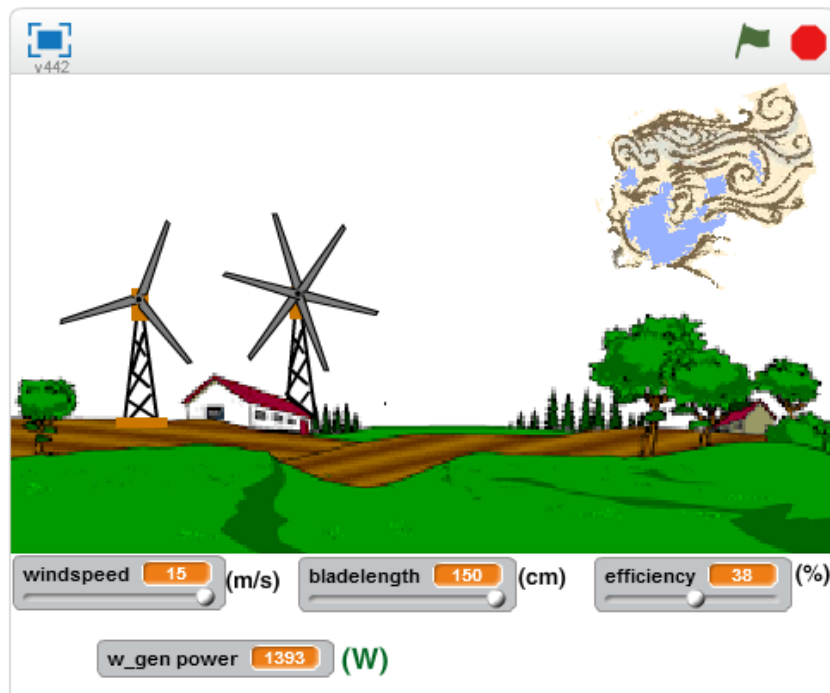 v442
windspeed 15 (m/s) bladelength 150 (cm) efficiency 38 (%)
w_gen power 1393 (W)